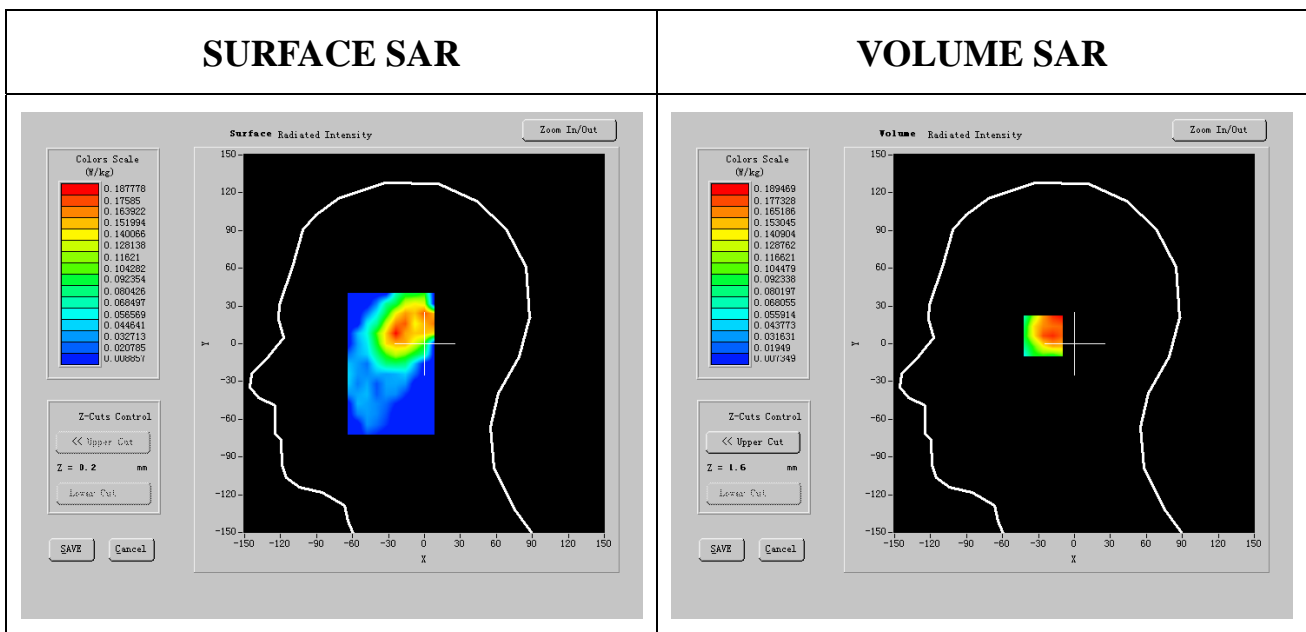 SURFACE SAR
VOLUME SAR
Surface Radiated Intensity
Zoom In/Out
Colors Scale
(W/kg)
0.187778
0.17585
0.163922
0.151994
0.140066
0.128138
0.11621
0.104282
0.092354
0.080426
0.068497
0.056569
0.044641
0.032713
0.020785
0.008857
Z-Cuts Control
<< Upper Cut
Z = 0.2 mm
Lower Cut
SAVE
Cancel
150
120
90
60
30
0
-30
-60
-90
-120
-150
Y
-150 -120 -90 -60 -30 0 30 60 90 120 150
X
Volume Radiated Intensity
Zoom In/Out
Colors Scale
(W/kg)
0.189469
0.177328
0.165186
0.153045
0.140904
0.128762
0.116621
0.104479
0.092338
0.080197
0.068055
0.055914
0.043773
0.031631
0.01949
0.007349
Z-Cuts Control
<< Upper Cut
Z = 1.6 mm
Lower Cut
SAVE
Cancel
150
120
90
60
30
0
-30
-60
-90
-120
-150
Y
-150 -120 -90 -60 -30 0 30 60 90 120 150
X